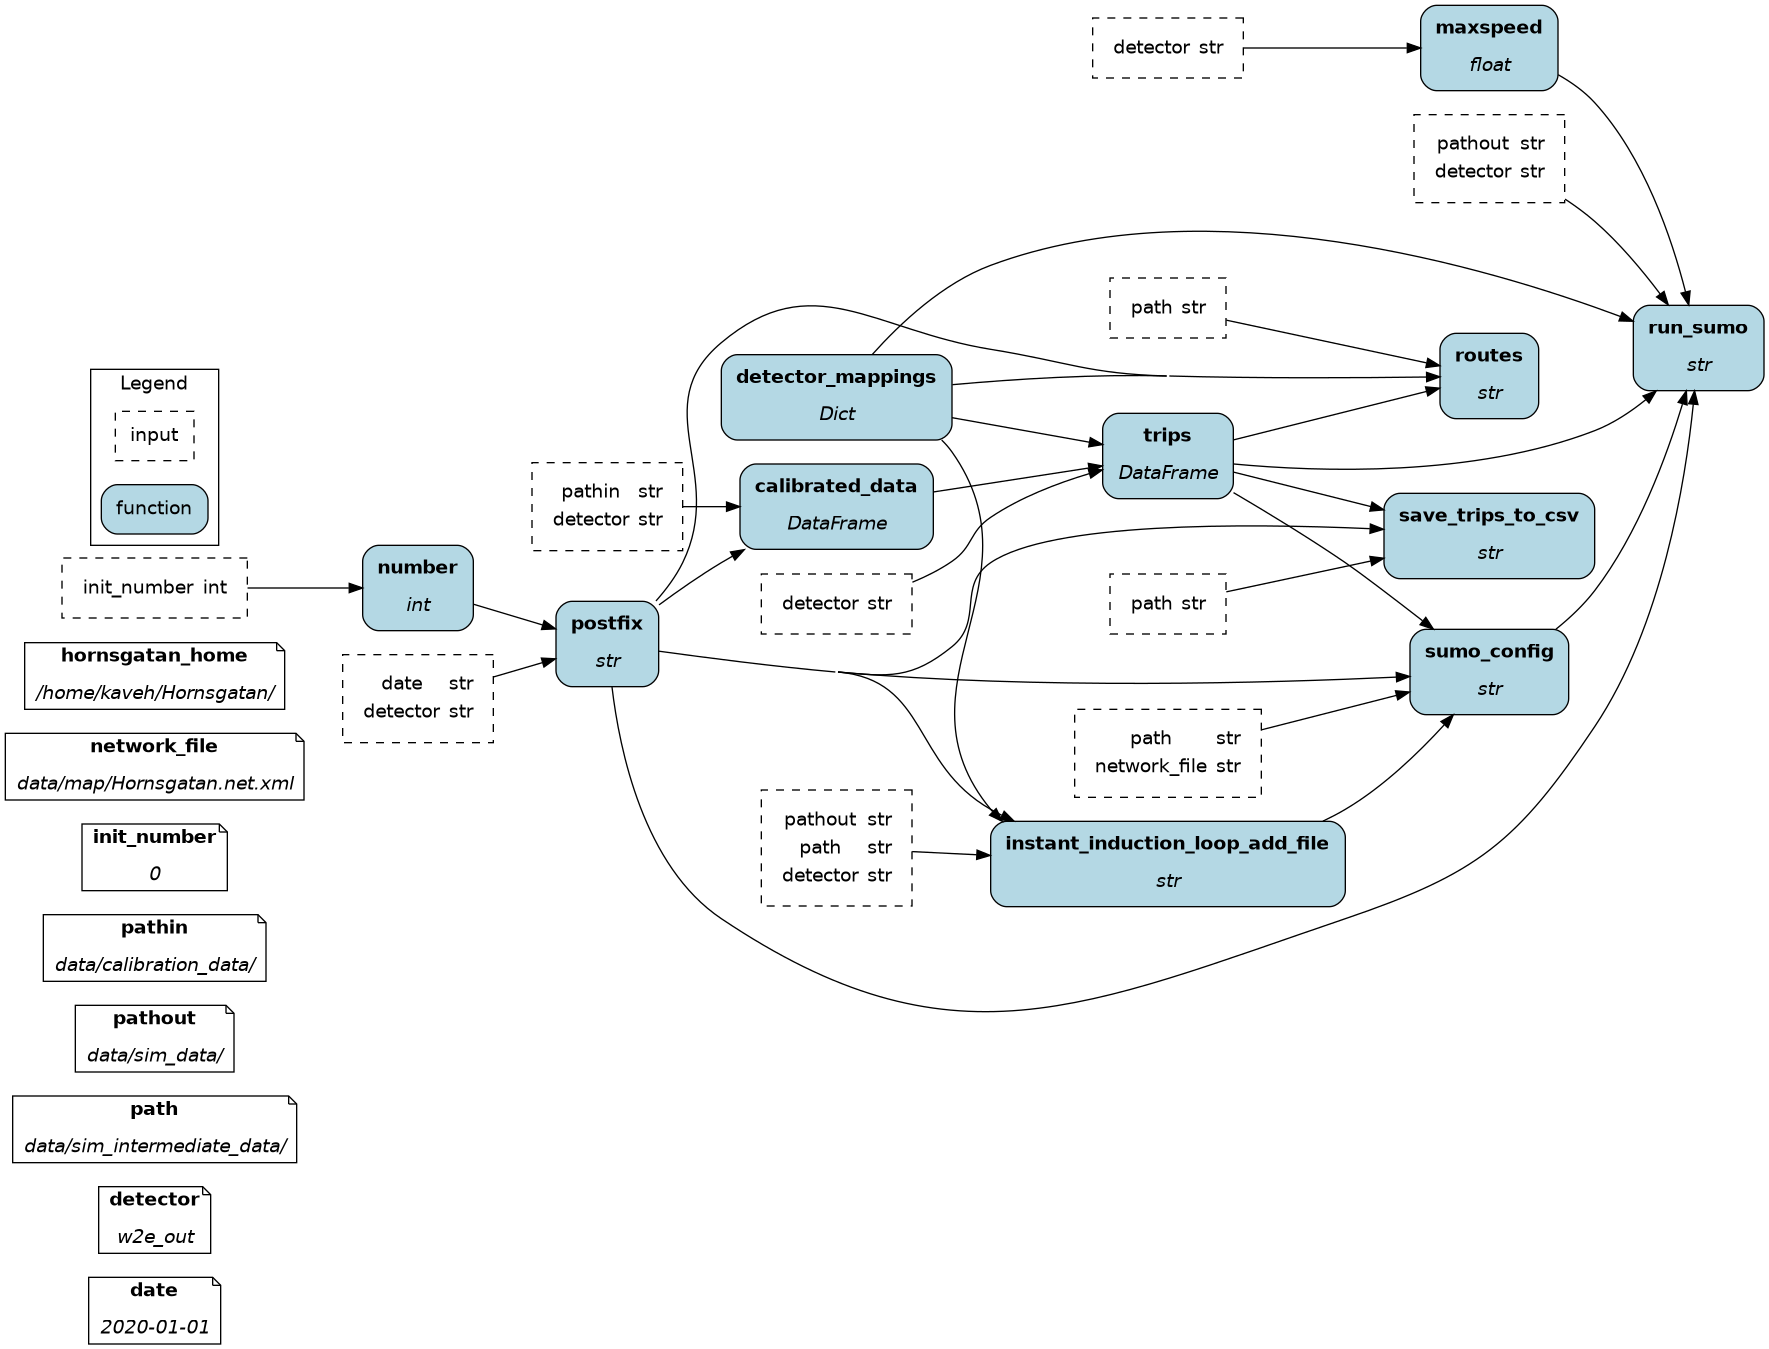 maxspeed
float
detector str
pathout str
detector str
path str
run_sumo
str
routes
str
detector_mappings
Dict
Legend
input
function
trips
DataFrame
pathin str
detector str
calibrated_data
DataFrame
save_trips_to_csv
str
init_number int
number
int
detector str
path str
postfix
str
hornsgatan_home
/home/kaveh/Hornsgatan/
date str
detector str
sumo_config
str
path str
network_file str
network_file
data/map/Hornsgatan.net.xml
pathout str
path str
detector str
instant_induction_loop_add_file
str
init_number
0
pathin
data/calibration_data/
pathout
data/sim_data/
path
data/sim_intermediate_data/
detector
w2e_out
date
2020-01-01